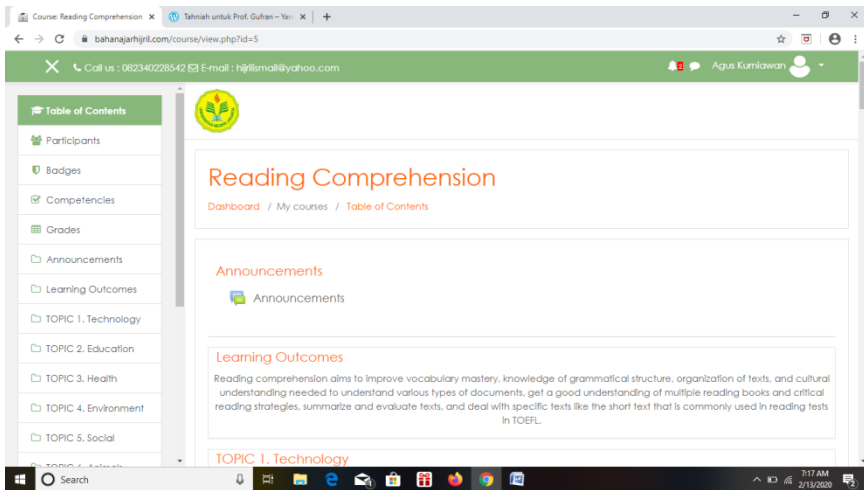 Course: Reading Comprehension
Tahniah untuk Prof. Gufran – Yar
bahanajarhijril.com/course/view.php?id=5
Call us : 082340228542 E-mail : hijrilismail@yahoo.com
2
Agus Kurniawan
Table of Contents
Participants
Badges
Competencies
Grades
Announcements
Learning Outcomes
TOPIC 1. Technology
TOPIC 2. Education
TOPIC 3. Health
TOPIC 4. Environment
TOPIC 5. Social
TOPIC 6. Animals
Reading Comprehension
Dashboard / My courses / Table of Contents
Announcements
Announcements
Learning Outcomes
Reading comprehension aims to improve vocabulary mastery, knowledge of grammatical structure, organization of texts, and cultural
understanding needed to understand various types of documents, get a good understanding of multiple reading books and critical
reading strategies, summarize and evaluate texts, and deal with specific texts like the short text that is commonly used in reading tests
in TOEFL.
TOPIC 1. Technology
Search
7:17 AM
2/13/2020